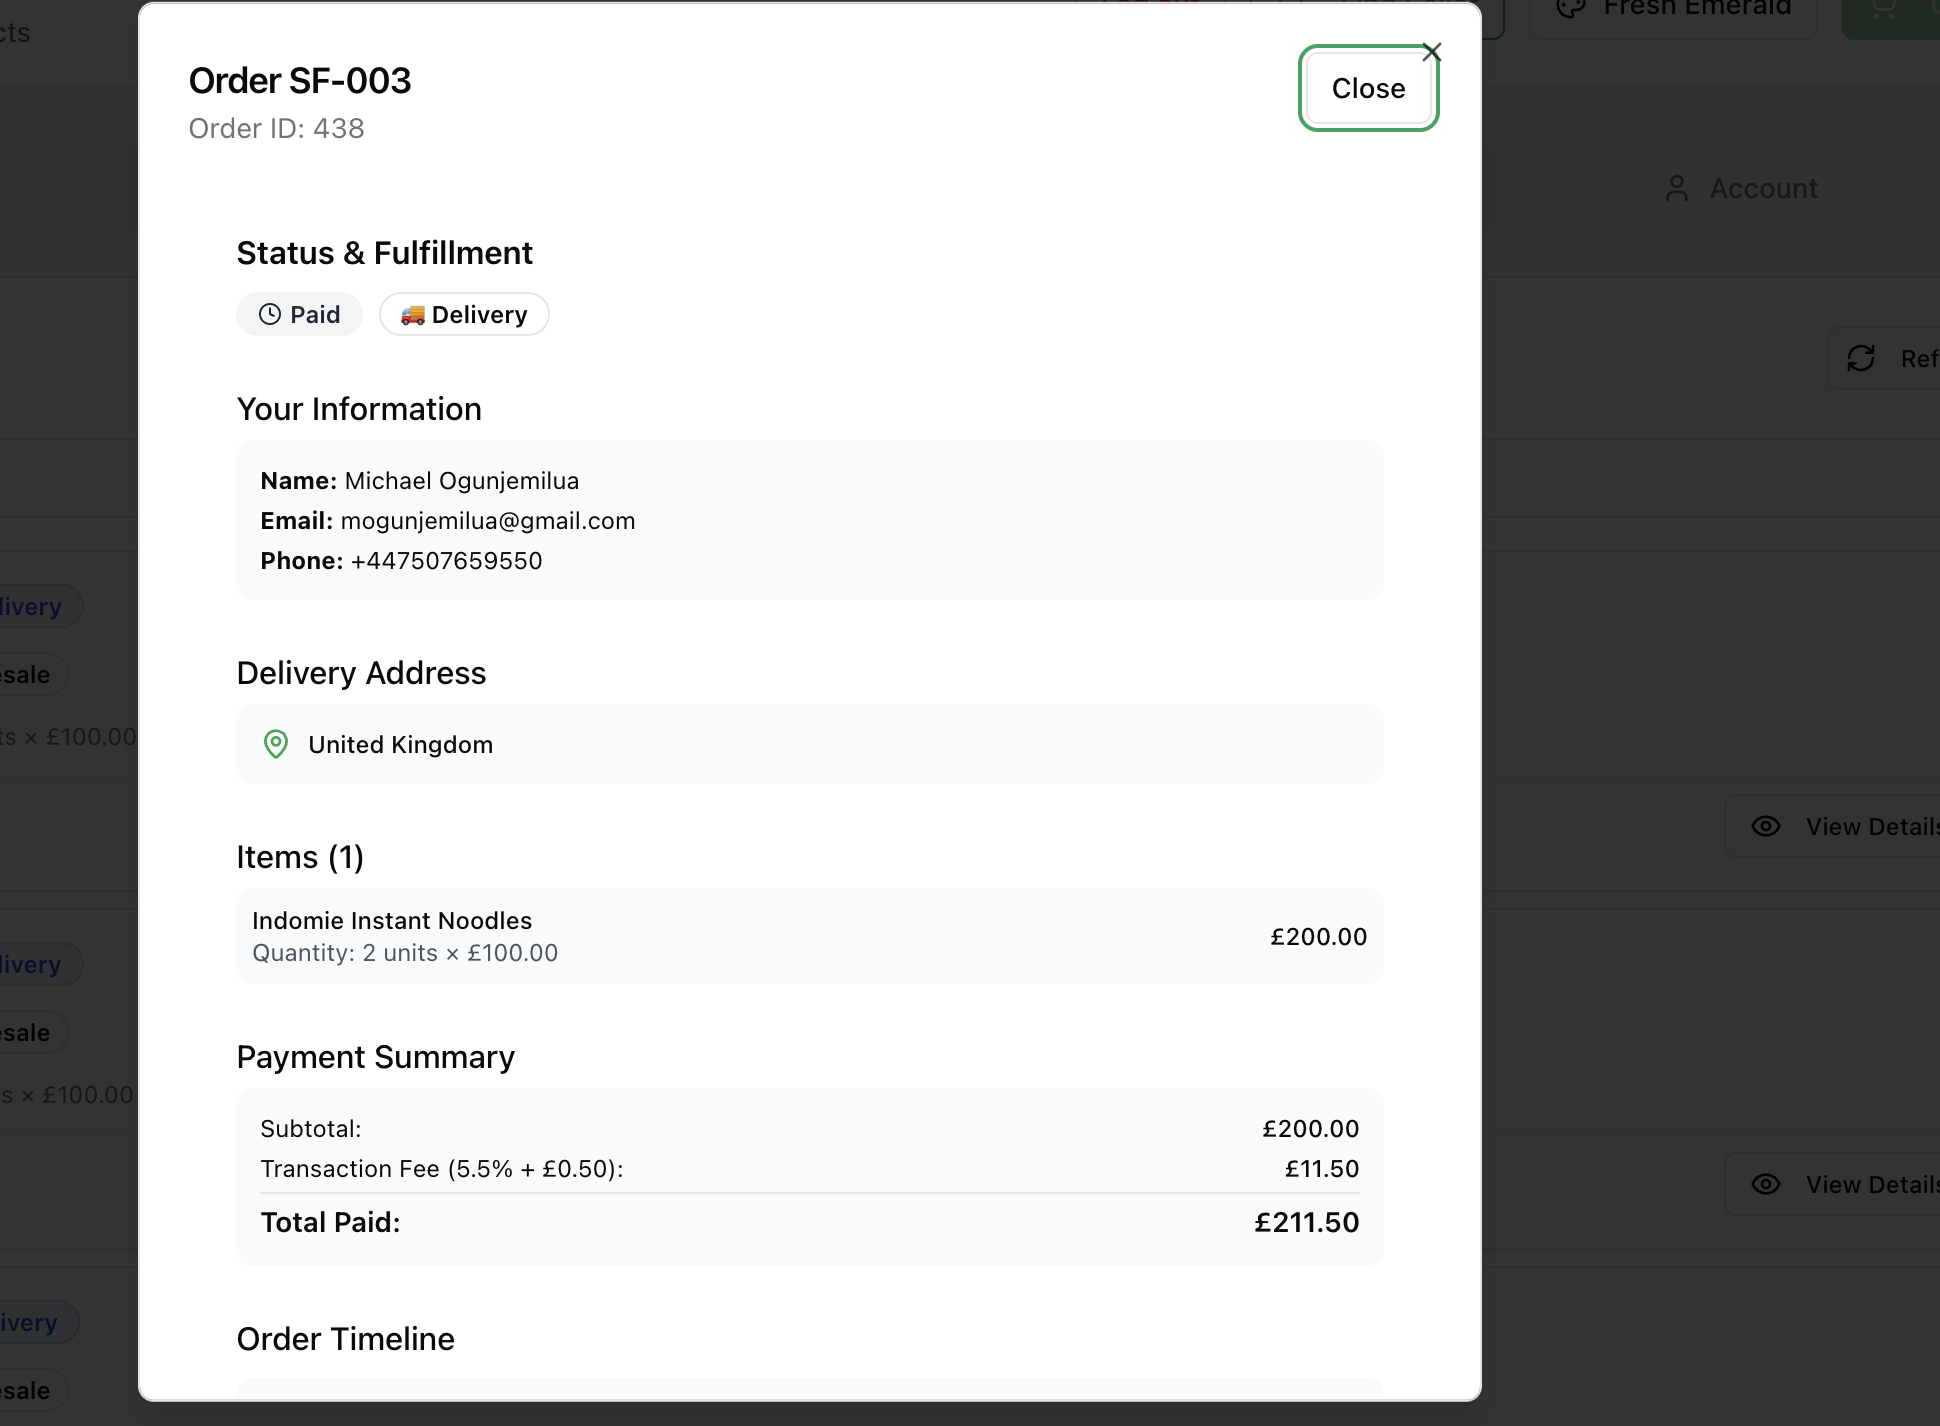 cts
Fresh Emerald
Order SF-003
Close
Order ID: 438
Account
Status & Fulfillment
Paid
🚚 Delivery
Ref
Your Information
Name: Michael Ogunjemilua
Email: mogunjemilua@gmail.com
Phone: +447507659550
livery
esale
Delivery Address
United Kingdom
ts × £100.00
View Details
Items (1)
Indomie Instant Noodles
£200.00
Quantity: 2 units × £100.00
livery
esale
Payment Summary
s × £100.00
Subtotal:
£200.00
Transaction Fee (5.5% + £0.50):
£11.50
View Details
Total Paid:
£211.50
ivery
Order Timeline
esale